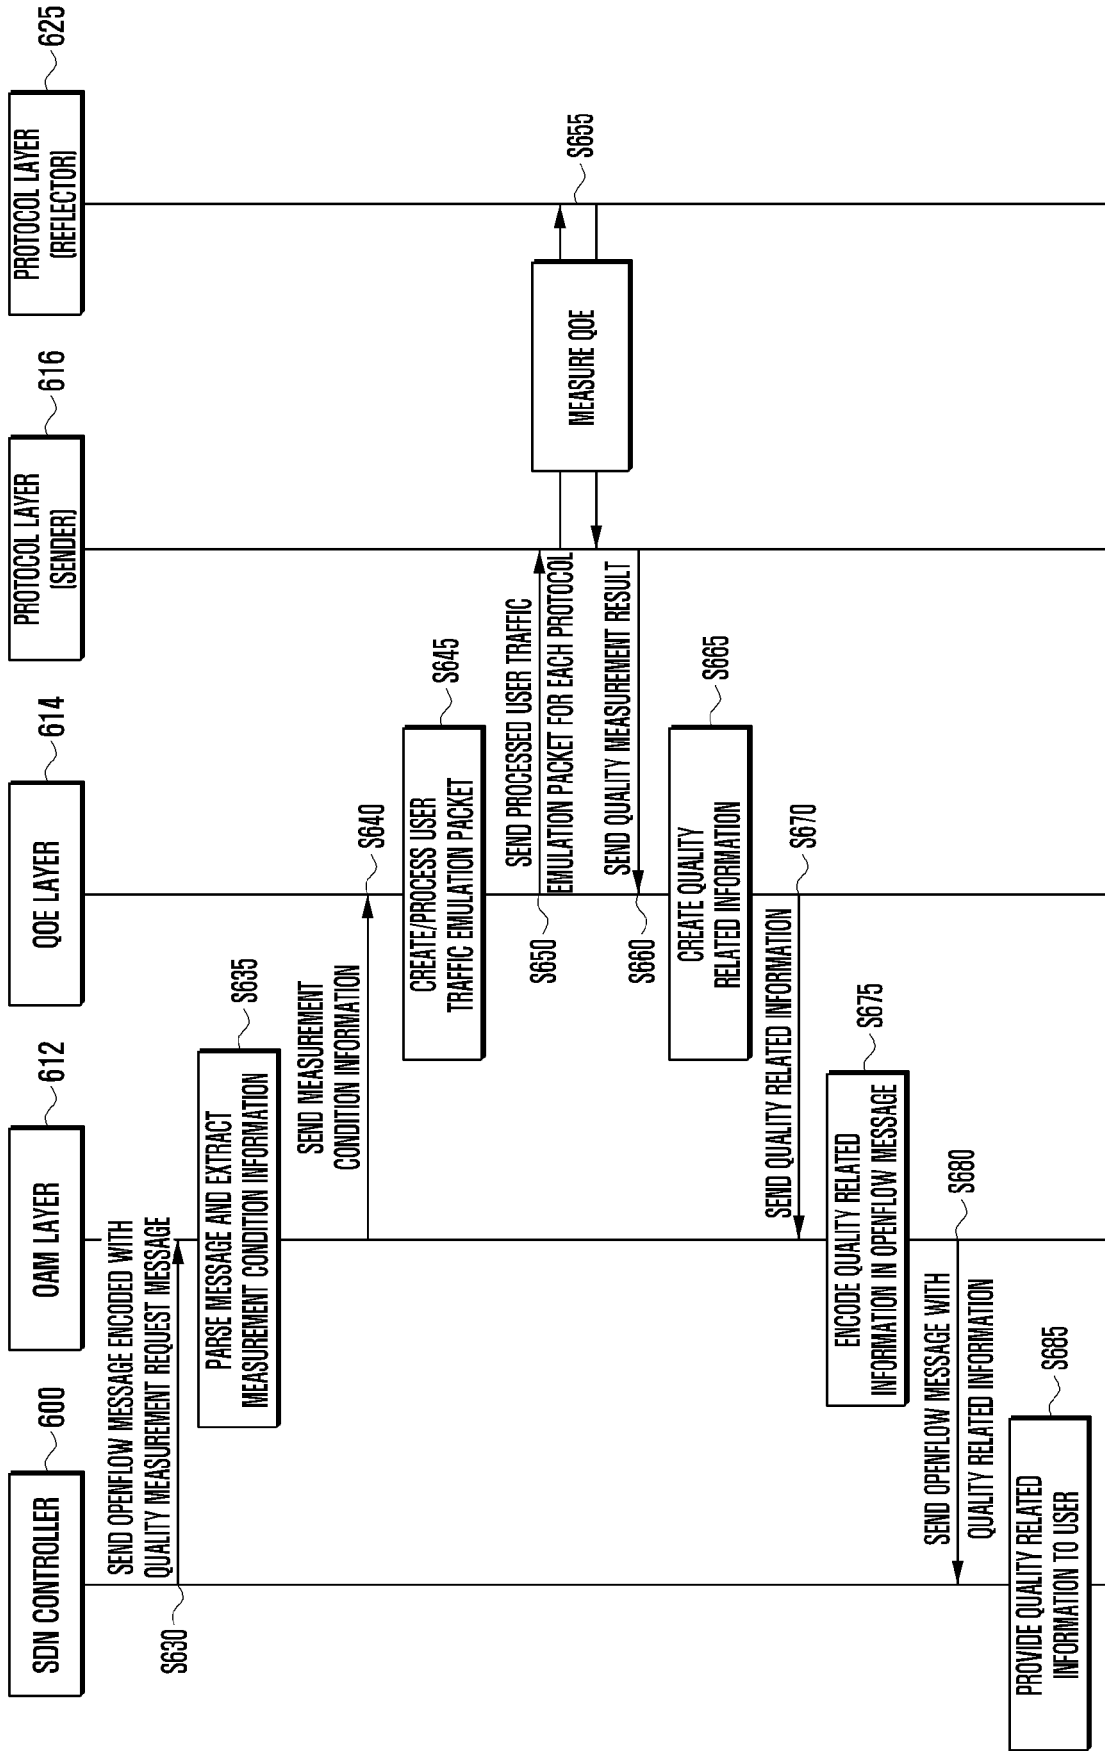 SDN CONTROLLER
600
OAM LAYER
612
QOE LAYER
614
PROTOCOL LAYER
(SENDER)
616
PROTOCOL LAYER
(REFLECTOR)
625
SEND OPENFLOW MESSAGE ENCODED WITH
QUALITY MEASUREMENT REQUEST MESSAGE
S630
PARSE MESSAGE AND EXTRACT
MEASUREMENT CONDITION INFORMATION
S635
SEND MEASUREMENT
CONDITION INFORMATION
S640
CREATE/PROCESS USER
TRAFFIC EMULATION PACKET
S645
SEND PROCESSED USER TRAFFIC
EMULATION PACKET FOR EACH PROTOCOL
S650
MEASURE QOE
S655
SEND QUALITY MEASUREMENT RESULT
S660
CREATE QUALITY
RELATED INFORMATION
S665
SEND QUALITY RELATED INFORMATION
S670
ENCODE QUALITY RELATED
INFORMATION IN OPENFLOW MESSAGE
S675
SEND OPENFLOW MESSAGE WITH
QUALITY RELATED INFORMATION
S680
PROVIDE QUALITY RELATED
INFORMATION TO USER
S685